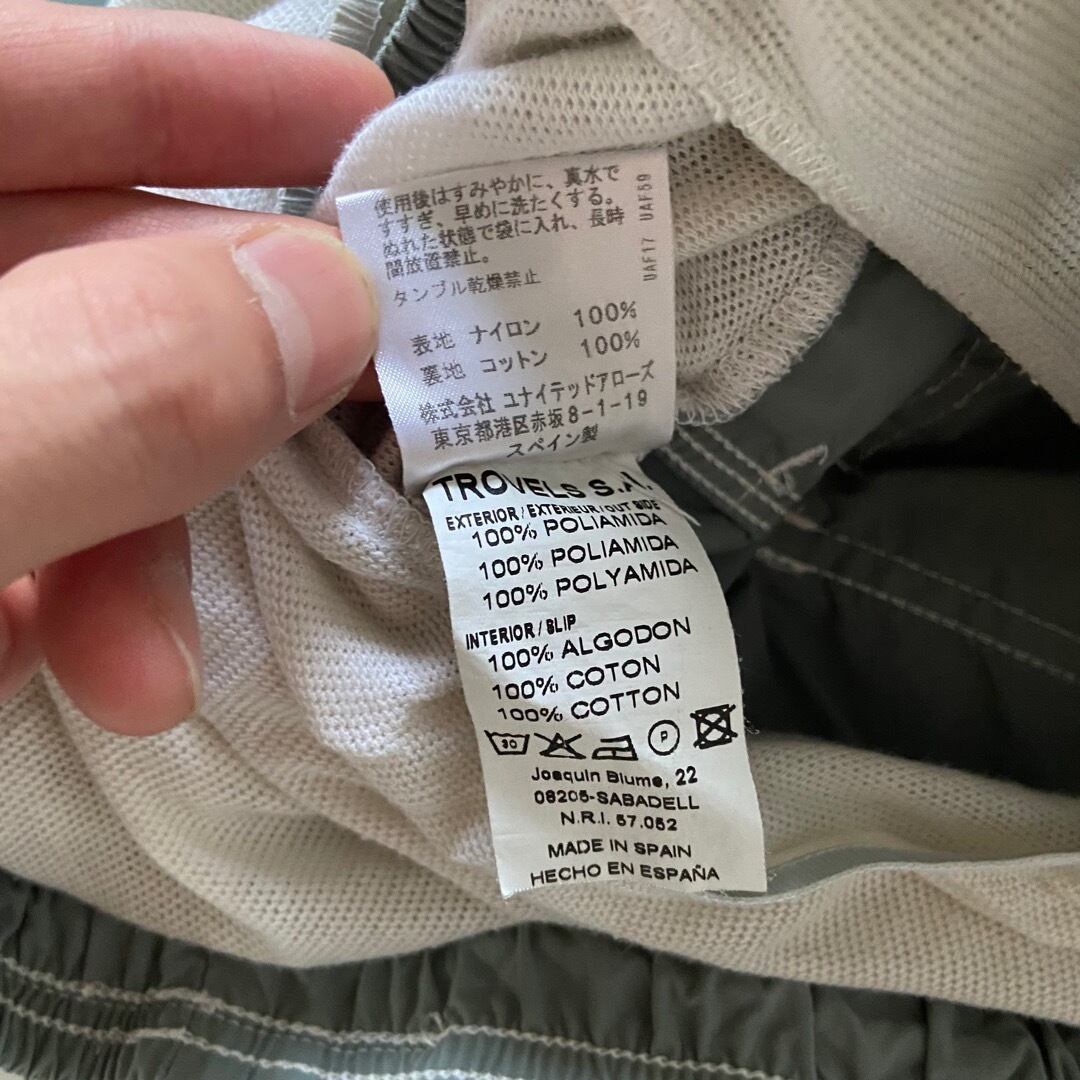 使用後はすみやかに、真水で
すすぎ、早めに洗たくする。
ぬれた状態で袋に入れ、長時
間放置禁止。
タンブル乾燥禁止
表地 ナイロン 100%
裏地 コットン 100%
株式会社 ユナイテッドアローズ
東京都港区赤坂8-1-19
スペイン製
UAF17 UAF59
TROVELS S.A.
EXTERIOR/EXTERIEUR/OUT SIDE
100% POLIAMIDA
100% POLIAMIDA
100% POLYAMIDA
INTERIOR/SLIP
100% ALGODON
100% COTON
100% COTTON
30 P
Joaquin Blume, 22
08205-SABADELL
N.R.I. 57.052
MADE IN SPAIN
HECHO EN ESPAÑA